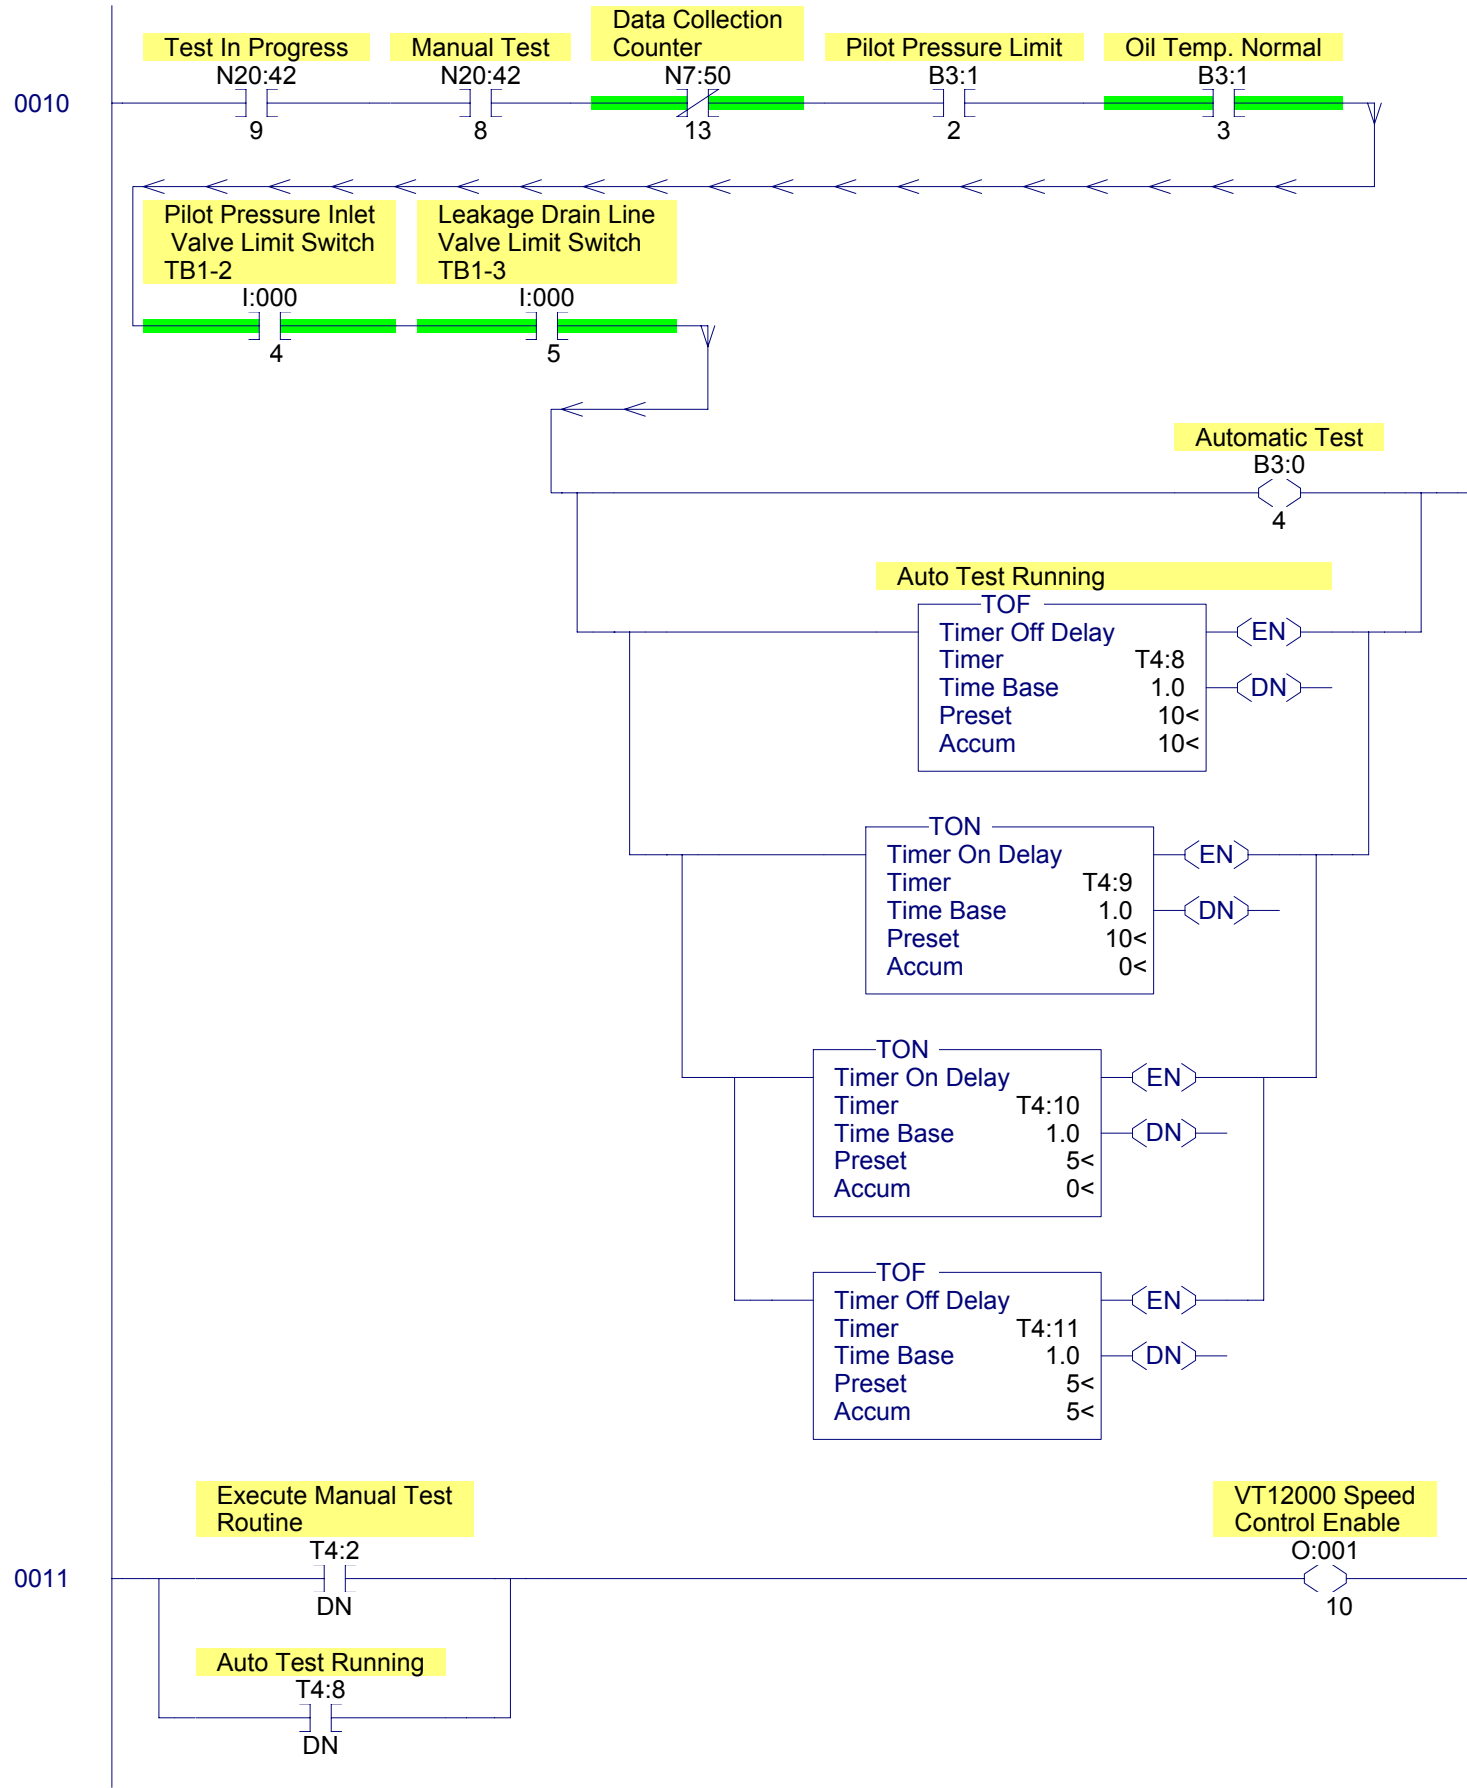 Test In Progress
N20:42
9
Manual Test
N20:42
8
Data Collection
Counter
N7:50
13
Pilot Pressure Limit
B3:1
2
Oil Temp. Normal
B3:1
3
0010
Pilot Pressure Inlet
Valve Limit Switch
TB1-2
I:000
4
Leakage Drain Line
Valve Limit Switch
TB1-3
I:000
5
Automatic Test
B3:0
4
Auto Test Running
TOF
Timer Off Delay
Timer T4:8
Time Base 1.0
Preset 10<
Accum 10<
EN
DN
TON
Timer On Delay
Timer T4:9
Time Base 1.0
Preset 10<
Accum 0<
EN
DN
TON
Timer On Delay
Timer T4:10
Time Base 1.0
Preset 5<
Accum 0<
EN
DN
TOF
Timer Off Delay
Timer T4:11
Time Base 1.0
Preset 5<
Accum 5<
EN
DN
Execute Manual Test
Routine
T4:2
DN
VT12000 Speed
Control Enable
O:001
10
0011
Auto Test Running
T4:8
DN